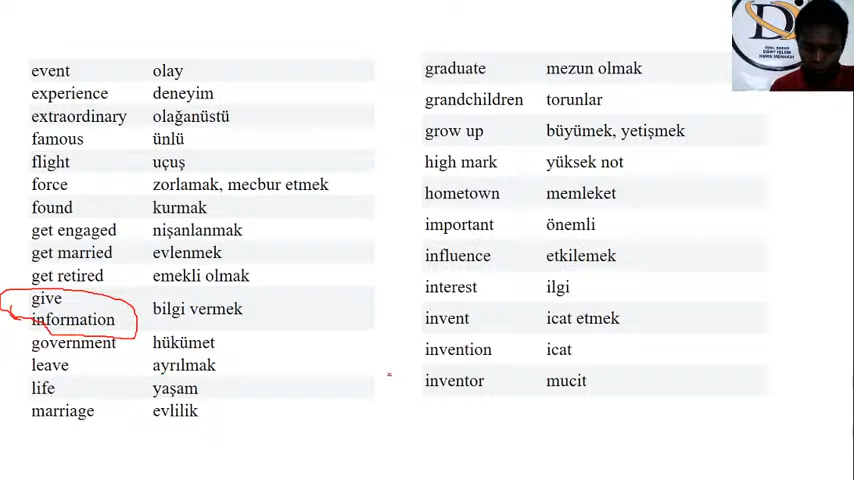 event olay
experience deneyim
extraordinary olağanüstü
famous ünlü
flight uçuş
force zorlamak, mecbur etmek
found kurmak
get engaged nişanlanmak
get married evlenmek
get retired emekli olmak
give
information bilgi vermek
government hükümet
leave ayrılmak
life yaşam
marriage evlilik
graduate mezun olmak
grandchildren torunlar
grow up büyümek, yetişmek
high mark yüksek not
hometown memleket
important önemli
influence etkilemek
interest ilgi
invent icat etmek
invention icat
inventor mucit
D
KURS MERKEZİ